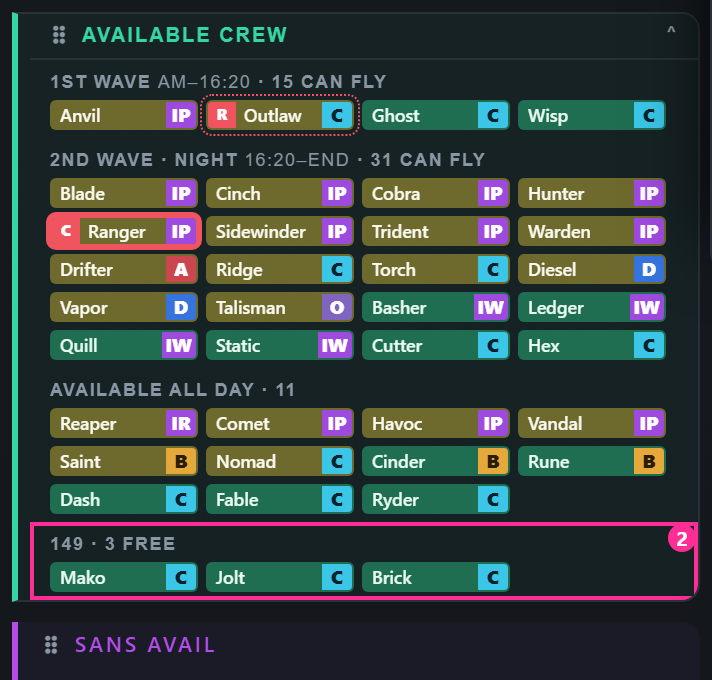 AVAILABLE CREW ^
1ST WAVE AM–16:20 · 15 CAN FLY
Anvil IP R Outlaw C Ghost C Wisp C
2ND WAVE · NIGHT 16:20–END · 31 CAN FLY
Blade IP Cinch IP Cobra IP Hunter IP
C Ranger IP Sidewinder IP Trident IP Warden IP
Drifter A Ridge C Torch C Diesel D
Vapor D Talisman O Basher IW Ledger IW
Quill IW Static IW Cutter C Hex C
AVAILABLE ALL DAY · 11
Reaper IR Comet IP Havoc IP Vandal IP
Saint B Nomad C Cinder B Rune B
Dash C Fable C Ryder C
149 · 3 FREE 2
Mako C Jolt C Brick C
SANS AVAIL